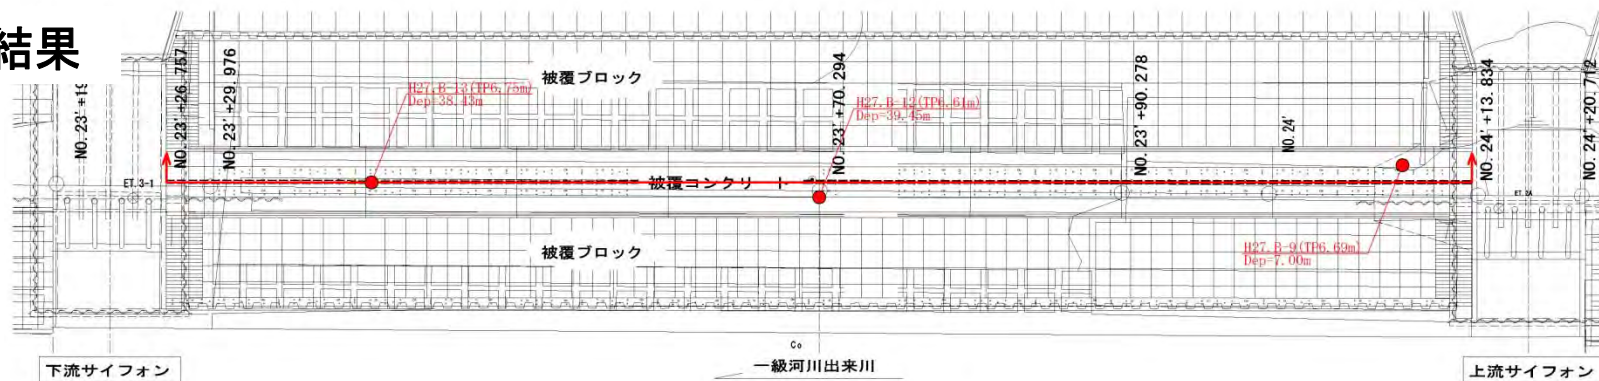 結果
NO.23'+26.757
NO.23'+29.976
被覆ブロック
H27.B-13(TP6.75m)
Dep=38.43m
NO.23'+70.294
H27.B-12(TP6.61m)
Dep=39.45m
NO.23'+90.278
NO.24'
NO.24'+13.834
NO.24'+20.712
ET.3-1
被覆コンクリート
ET.2A
被覆ブロック
H27.B-9(TP6.69m)
Dep=7.00m
Co
下流サイフォン
一級河川出来川
上流サイフォン